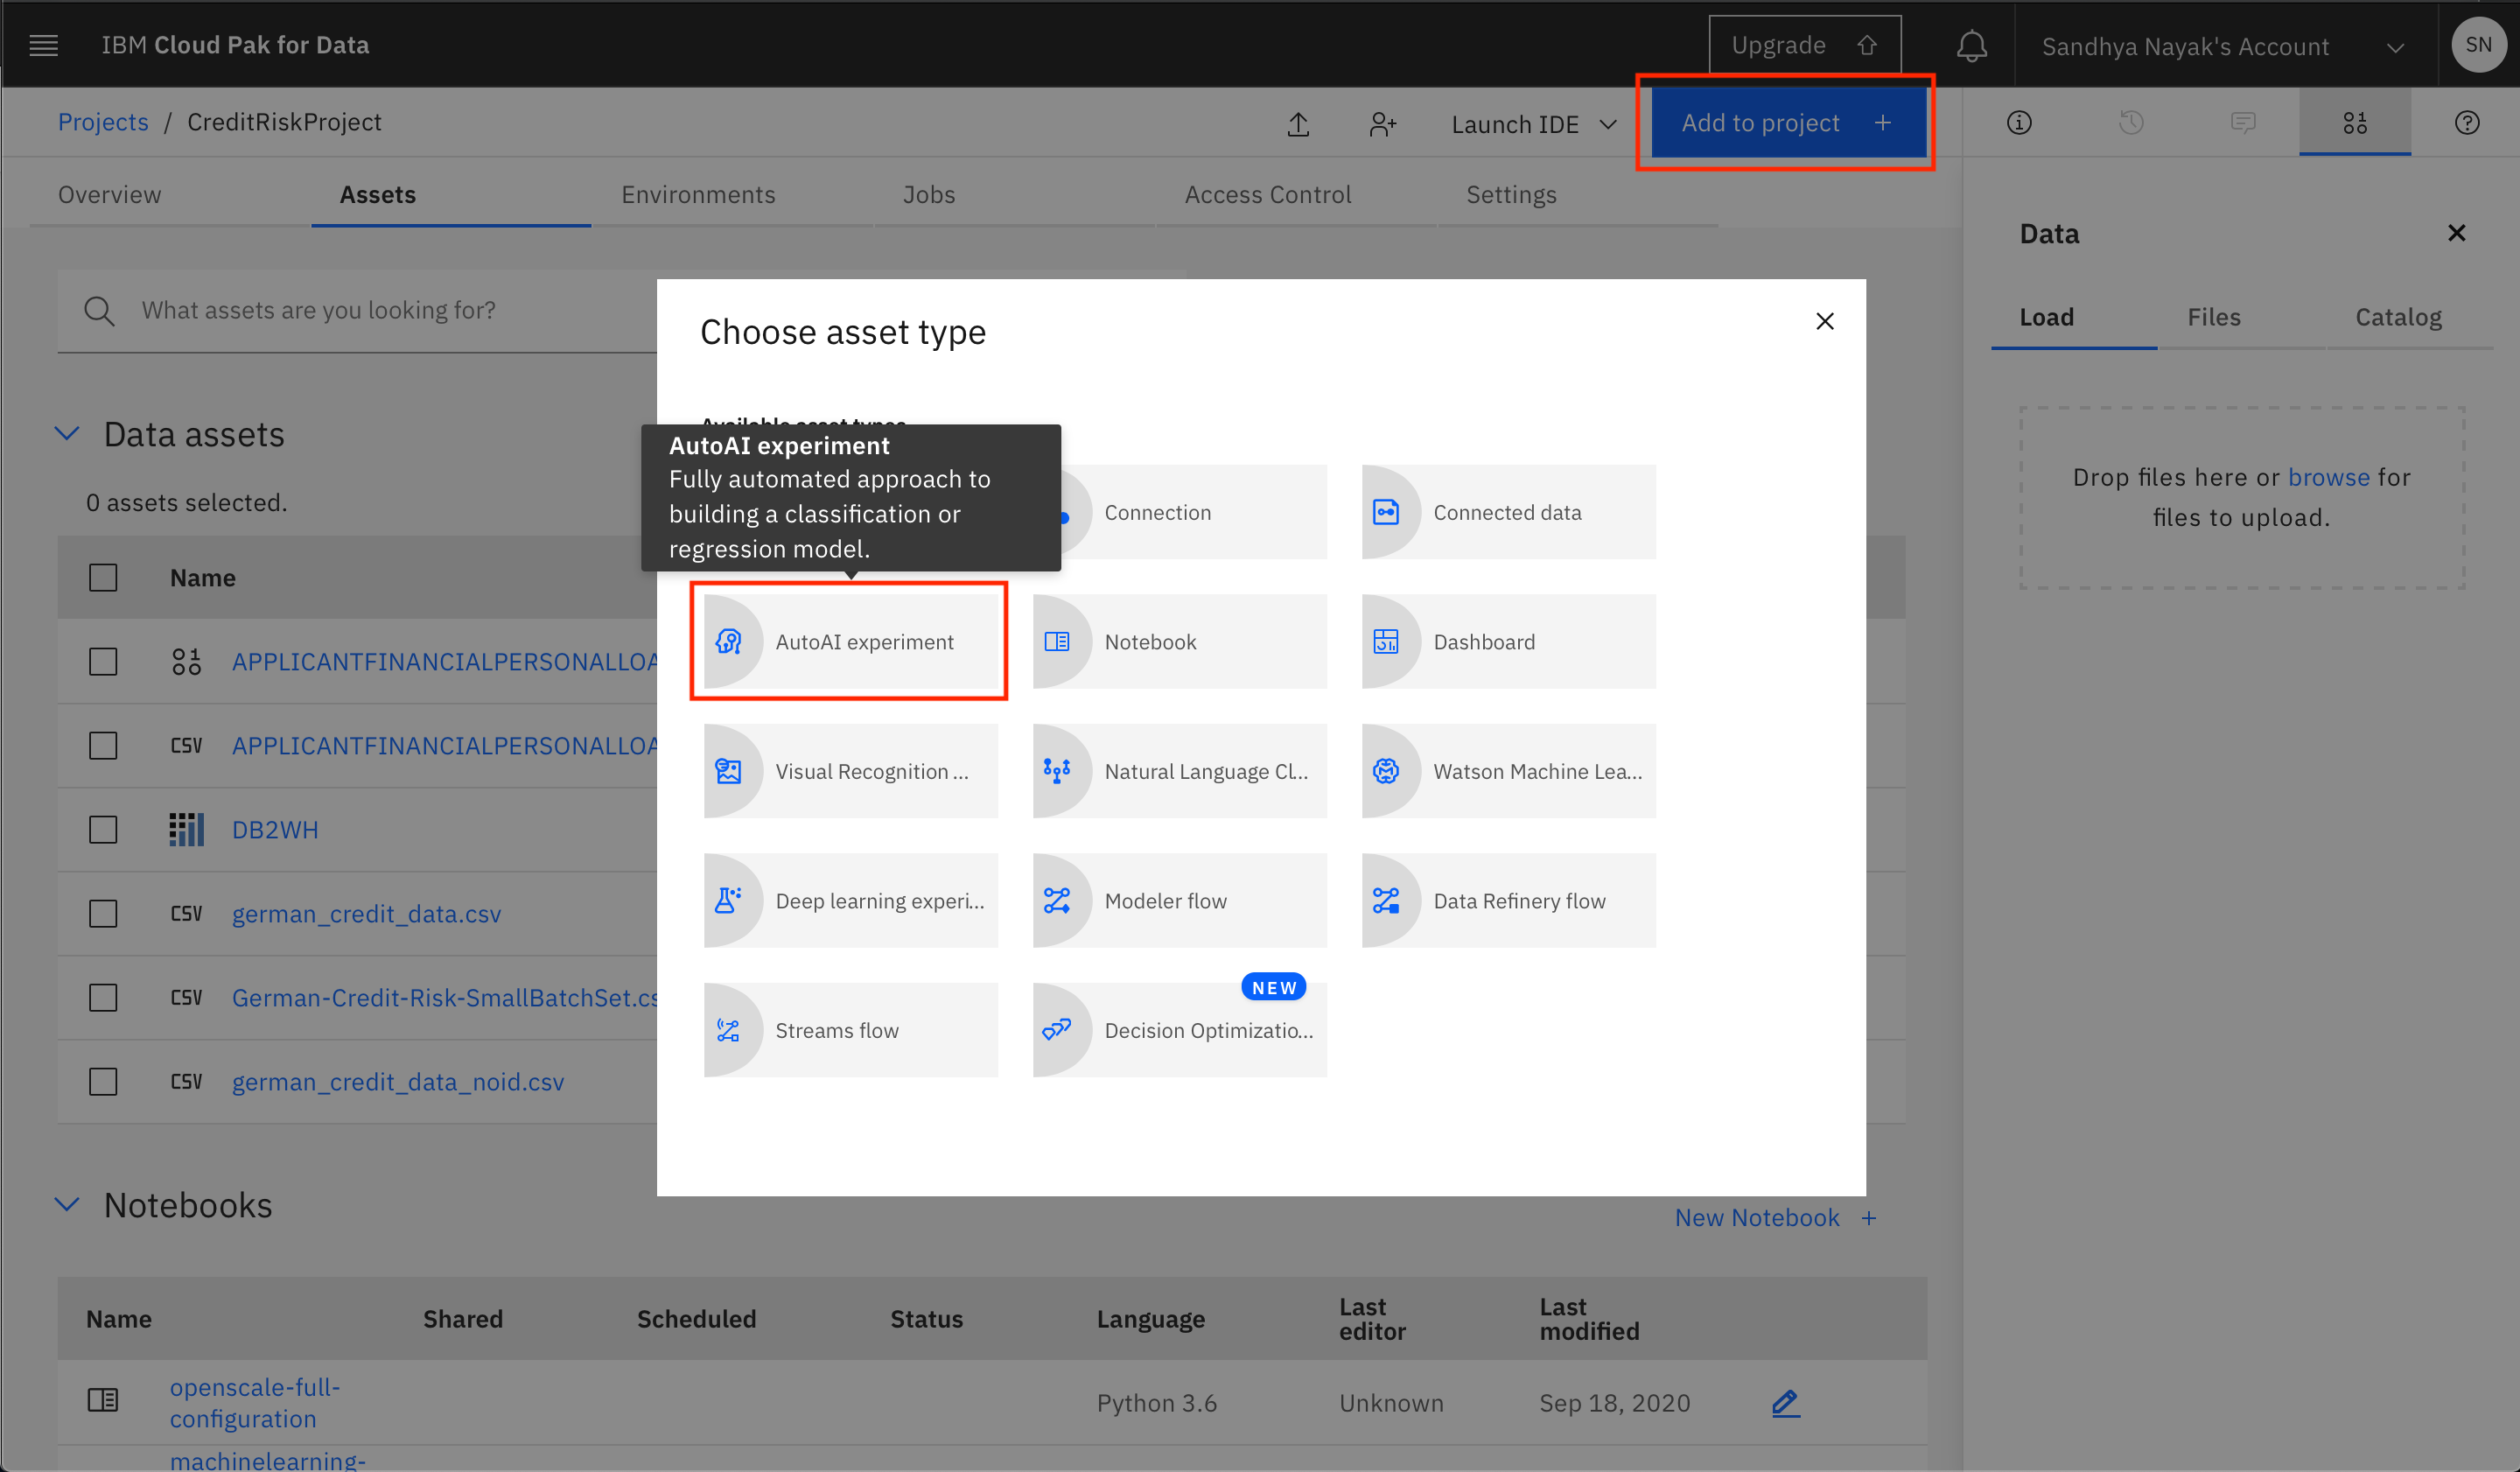 IBM Cloud Pak for Data
Upgrade
Sandhya Nayak's Account
SN
Projects / CreditRiskProject
Launch IDE
Add to project +
Overview
Assets
Environments
Jobs
Access Control
Settings
What assets are you looking for?
Data assets
0 assets selected.
Name
APPLICANTFINANCIALPERSONALLOA
CSV APPLICANTFINANCIALPERSONALLOA
DB2WH
CSV german_credit_data.csv
CSV German-Credit-Risk-SmallBatchSet.cs
CSV german_credit_data_noid.csv
Choose asset type
Available asset types
AutoAI experiment
Fully automated approach to
building a classification or
regression model.
Connection
Connected data
AutoAI experiment
Notebook
Dashboard
Visual Recognition ...
Natural Language Cl...
Watson Machine Lea...
Deep learning experi...
Modeler flow
Data Refinery flow
Streams flow
NEW
Decision Optimizatio...
Data
Load
Files
Catalog
Drop files here or browse for
files to upload.
Notebooks
New Notebook +
Name
Shared
Scheduled
Status
Language
Last
editor
Last
modified
openscale-full-
configuration
Python 3.6
Unknown
Sep 18, 2020
machinelearning-